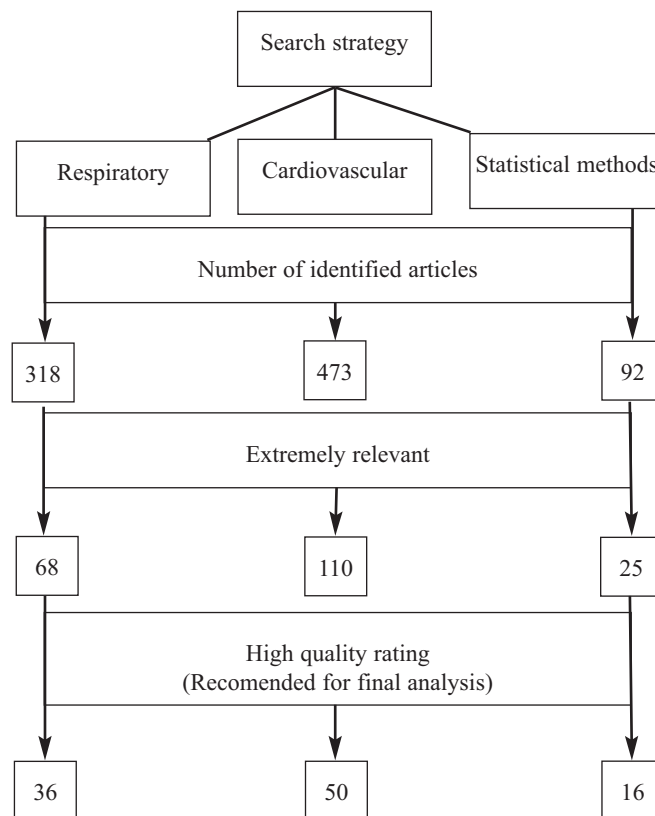 Search strategy
Respiratory
Cardiovascular
Statistical methods
Number of identified articles
318
473
92
Extremely relevant
68
110
25
High quality rating
(Recomended for final analysis)
36
50
16